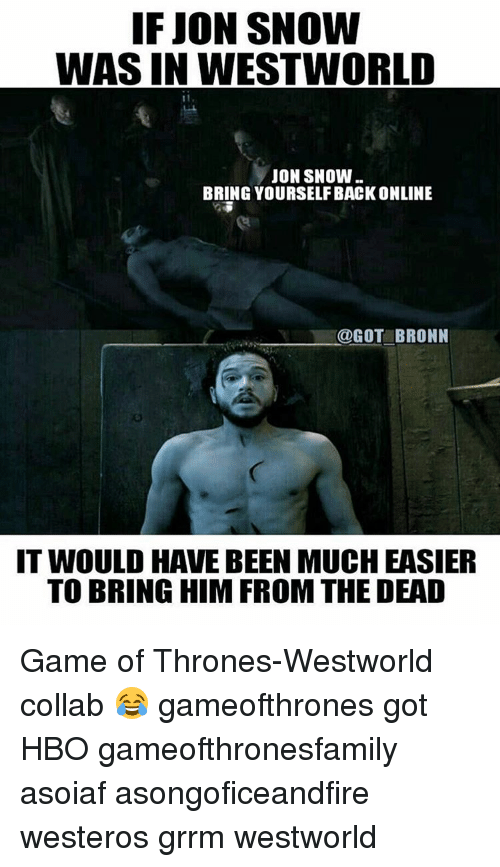 IF JON SNOW
WAS IN WESTWORLD
JON SNOW..
BRING YOURSELF BACK ONLINE
@GOT_BRONN
IT WOULD HAVE BEEN MUCH EASIER
TO BRING HIM FROM THE DEAD
Game of Thrones-Westworld
collab 😂 gameofthrones got
HBO gameofthronesfamily
asoiaf asongoficeandfire
westeros grrm westworld